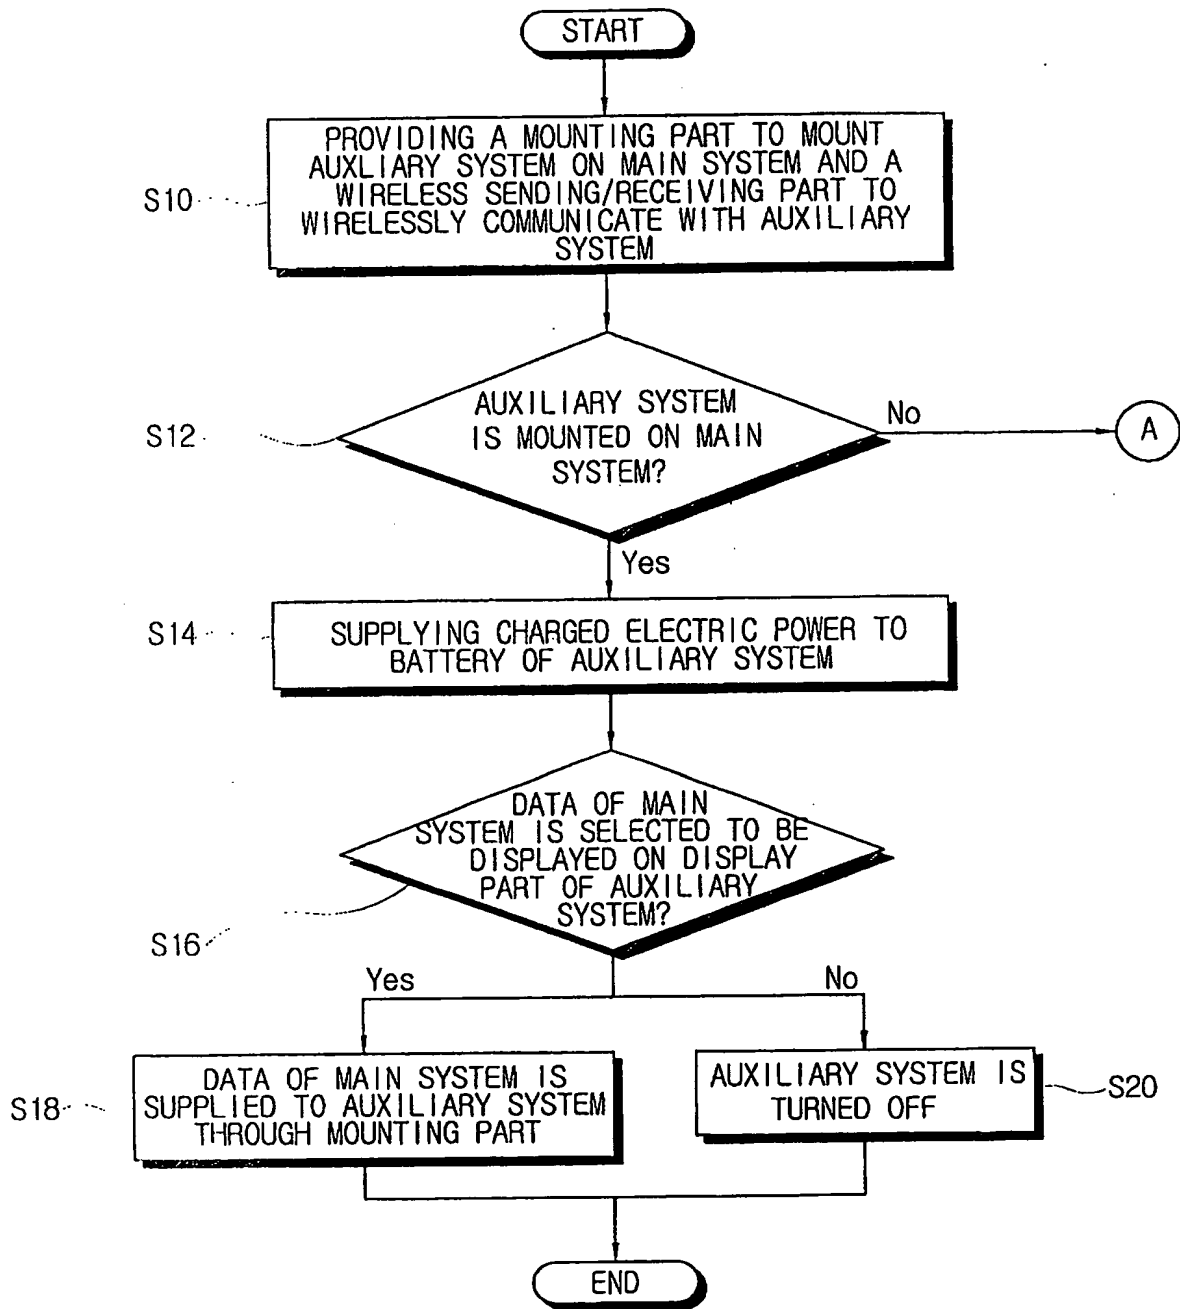 START
PROVIDING A MOUNTING PART TO MOUNT
AUXLIARY SYSTEM ON MAIN SYSTEM AND A
WIRELESS SENDING/RECEIVING PART TO
WIRELESSLY COMMUNICATE WITH AUXILIARY
SYSTEM
S10
AUXILIARY SYSTEM
IS MOUNTED ON MAIN
SYSTEM?
S12
No
A
Yes
S14
SUPPLYING CHARGED ELECTRIC POWER TO
BATTERY OF AUXILIARY SYSTEM
DATA OF MAIN
SYSTEM IS SELECTED TO BE
DISPLAYED ON DISPLAY
PART OF AUXILIARY
SYSTEM?
S16
Yes
No
DATA OF MAIN SYSTEM IS
SUPPLIED TO AUXILIARY SYSTEM
THROUGH MOUNTING PART
S18
AUXILIARY SYSTEM IS
TURNED OFF
S20
END